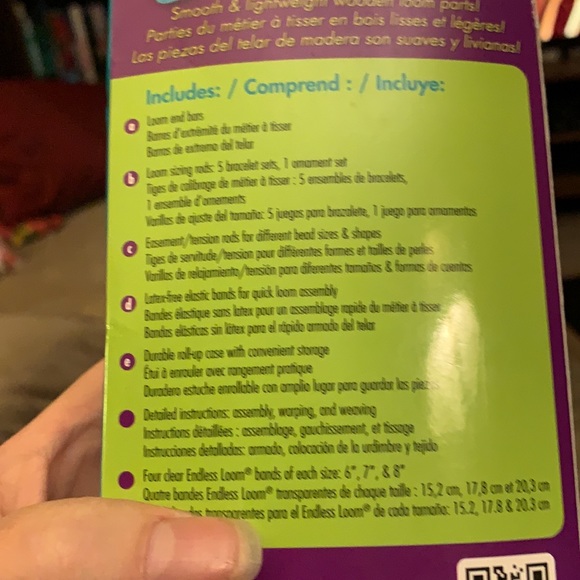 Smooth & lightweight wooden loom parts!
Parties du métier à tisser en bois lisses et légères!
Las piezas del telar de madera son suaves y livianas!
Includes: / Comprend : / Incluye:
a Loom end bars
Barres d'extrémité du métier à tisser
Barras de extremo del telar
b Loom sizing rods: 5 bracelet sets, 1 ornament set
Tiges de calibrage de métier à tisser : 5 ensembles de bracelets,
1 ensemble d'ornements
Varillas de ajuste del tamaño: 5 juegos para brazalete, 1 juego para ornamentos
c Easement/tension rods for different bead sizes & shapes
Tiges de servitude/tension pour différentes formes et tailles de perles
Varillas de relajamiento/tensión para diferentes tamaños & formas de cuentas
d Latex-free elastic bands for quick loom assembly
Bandes élastique sans latex pour un assemblage rapide du métier à tisser
Bandas elásticas sin látex para el rápido armado del telar
e Durable roll-up case with convenient storage
Étui à enrouler avec rangement pratique
Duradero estuche enrollable con amplio lugar para guardar las piezas
Detailed instructions: assembly, warping, and weaving
Instructions détaillées : assemblage, gauchissement, et tissage
Instrucciones detalladas: armado, colocación de la urdimbre y tejido
Four clear Endless Loom® bands of each size: 6", 7", & 8"
Quatre bandes Endless Loom® transparentes de chaque taille : 15,2 cm, 17,8 cm et 20,3 cm
transparentes para el Endless Loom® de cada tamaño: 15.2, 17.8 & 20.3 cm